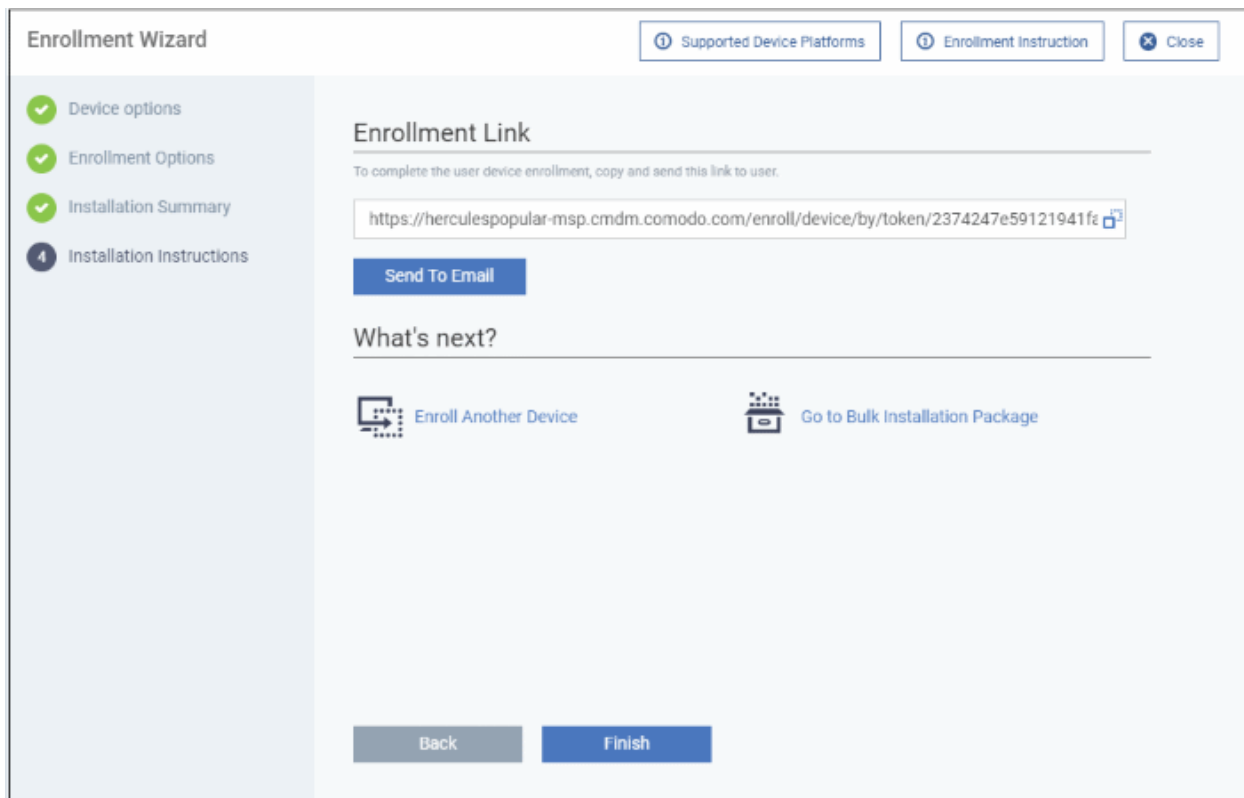 Enrollment Wizard
Supported Device Platforms
Enrollment Instruction
Close
Device options
Enrollment Options
Installation Summary
4 Installation Instructions
Enrollment Link
To complete the user device enrollment, copy and send this link to user.
https://herculespopular-msp.cmdm.comodo.com/enroll/device/by/token/2374247e59121941fa
Send To Email
What's next?
Enroll Another Device
Go to Bulk Installation Package
Back
Finish